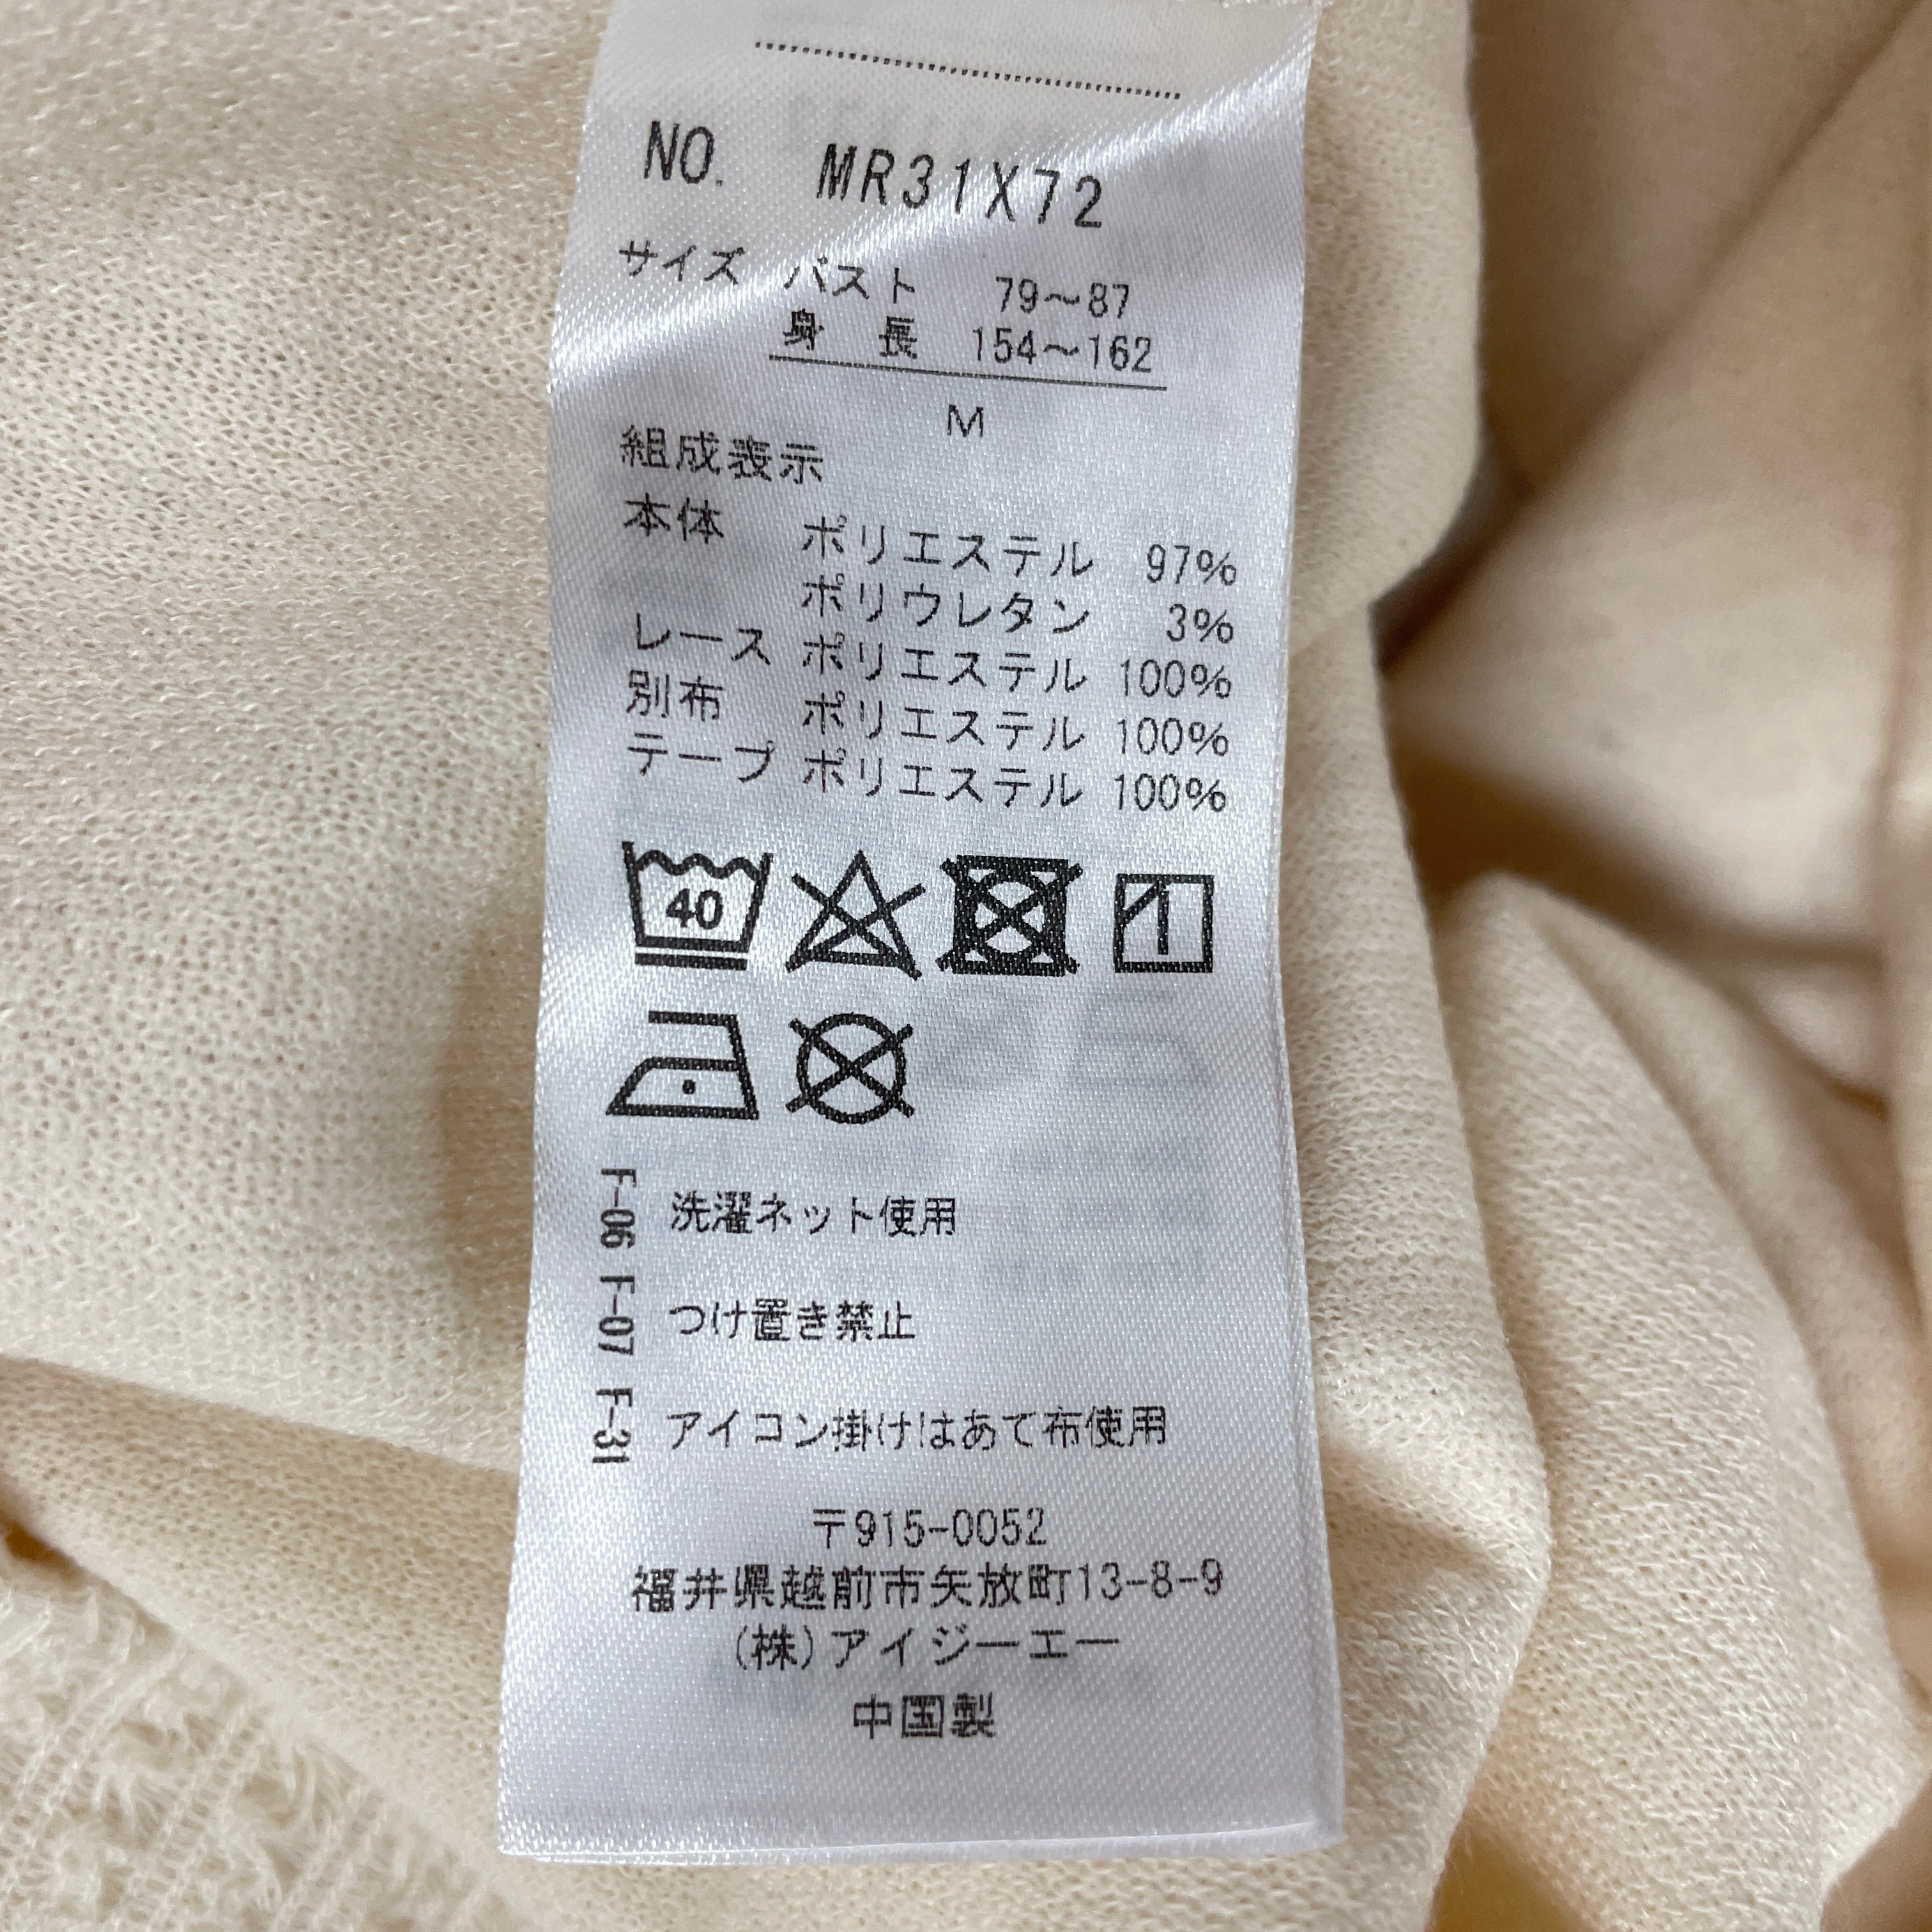 NO. MR31X72
サイズ バスト 79〜87
身 長 154〜162
M
組成表示
本体 ポリエステル 97%
ポリウレタン 3%
レース ポリエステル 100%
別布 ポリエステル 100%
テープ ポリエステル 100%
40
F-06 洗濯ネット使用
F-07 つけ置き禁止
F-31 アイコン掛けはあて布使用
〒915-0052
福井県越前市矢放町13-8-9
(株)アイジーエー
中国製